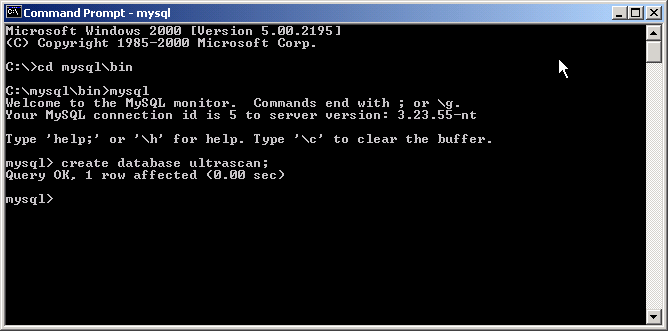 Command Prompt - mysql
Microsoft Windows 2000 [Version 5.00.2195]
(C) Copyright 1985-2000 Microsoft Corp.
C:\>cd mysql\bin
C:\mysql\bin>mysql
Welcome to the MySQL monitor.  Commands end with ; or \g.
Your MySQL connection id is 5 to server version: 3.23.55-nt
Type 'help;' or '\h' for help. Type '\c' to clear the buffer.
mysql> create database ultrascan;
Query OK, 1 row affected (0.00 sec)
mysql>